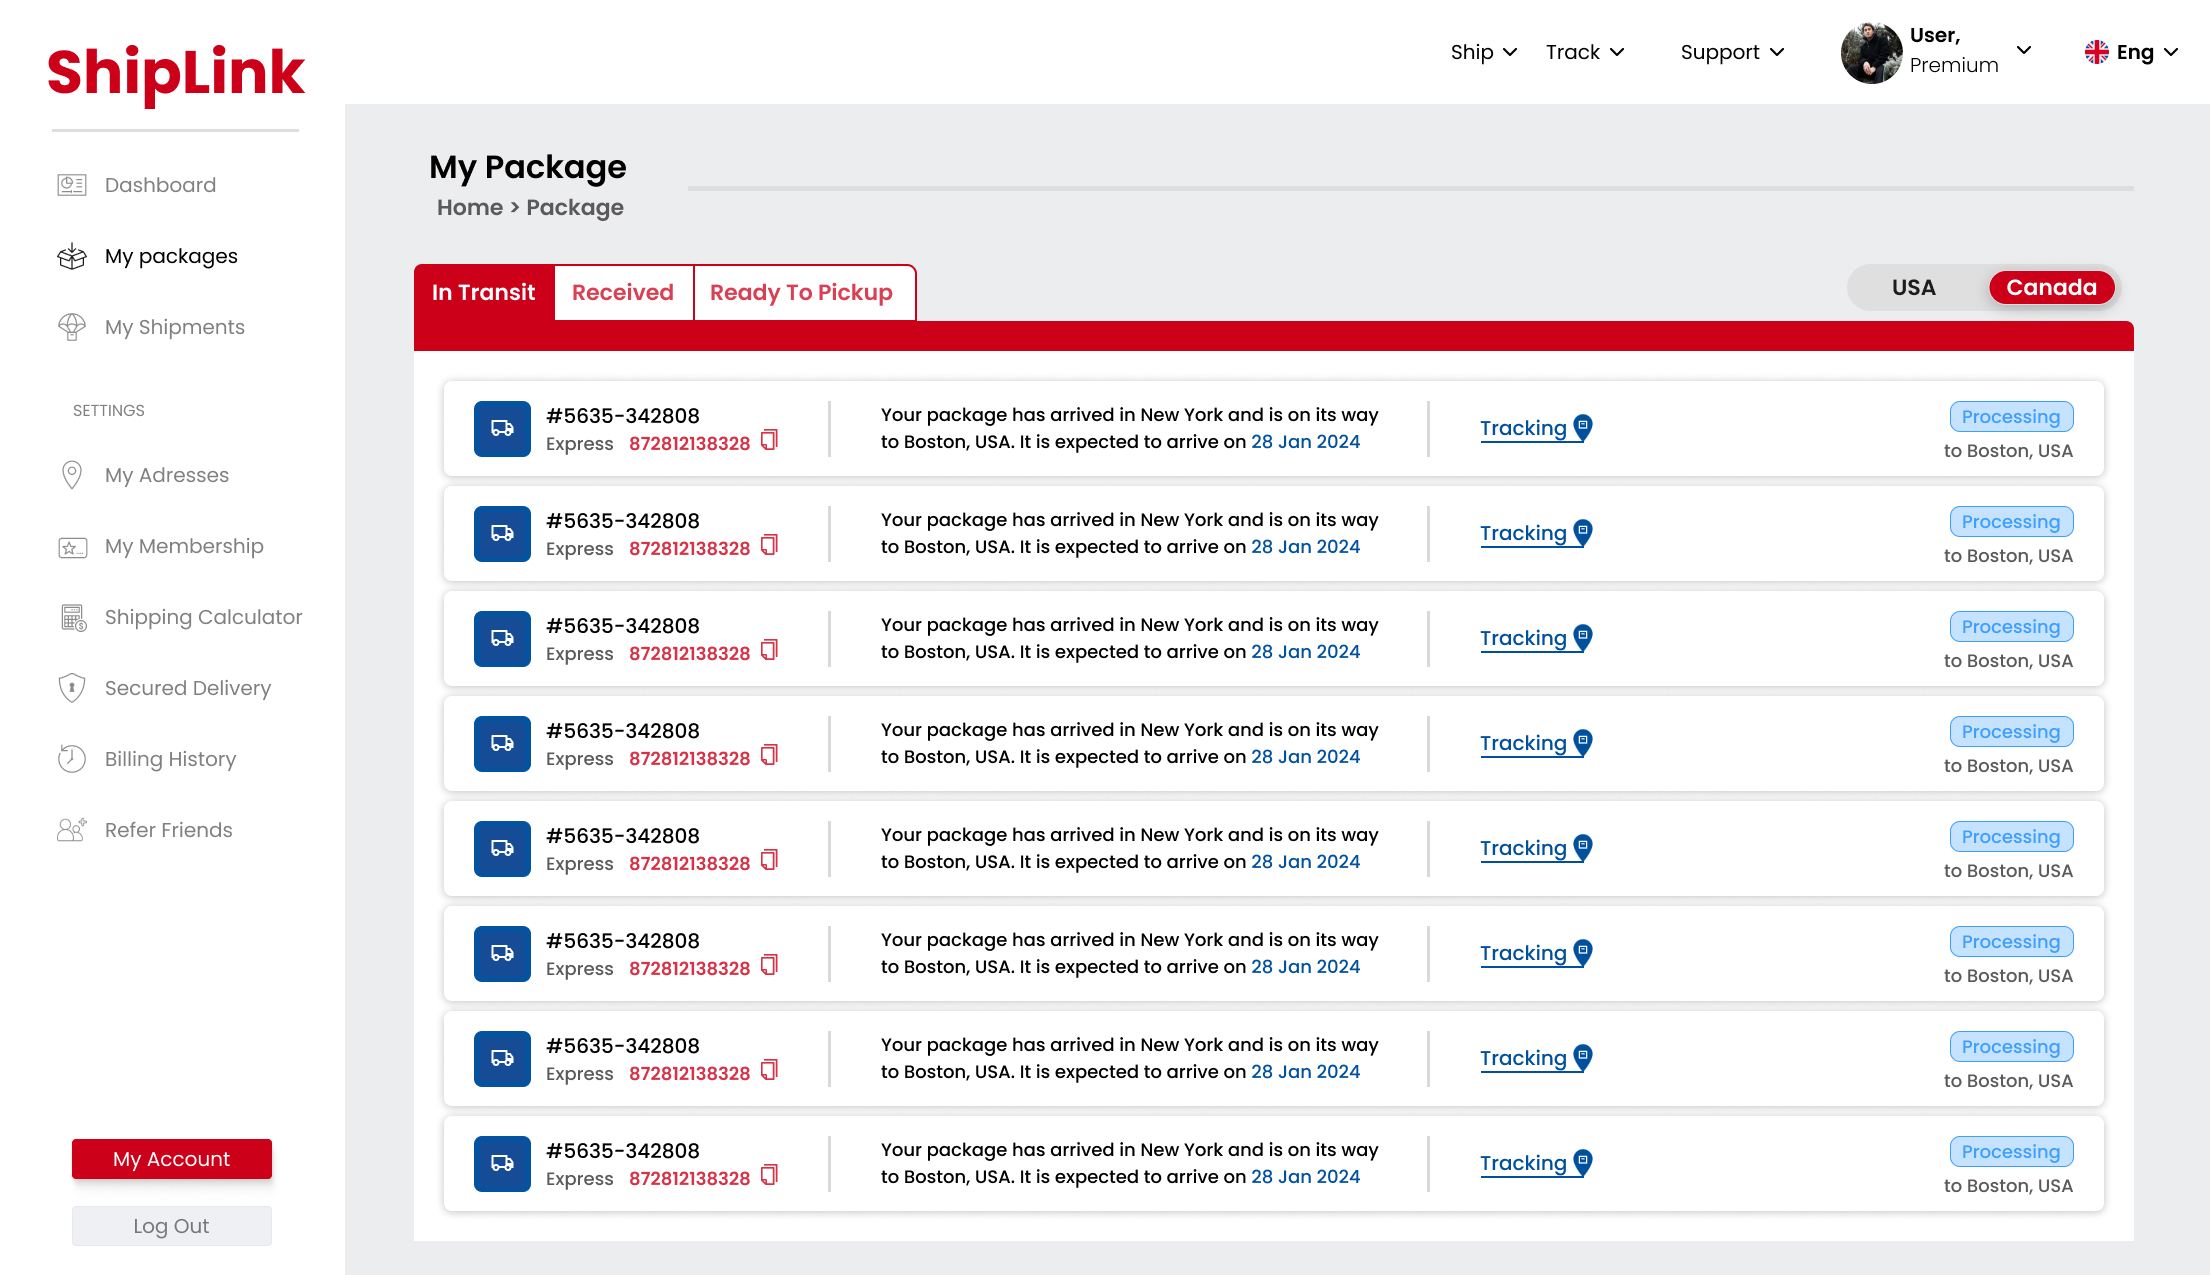 ShipLink
Ship
Track
Support
User,
Premium
Eng
Dashboard
My packages
My Shipments
SETTINGS
My Adresses
My Membership
Shipping Calculator
Secured Delivery
Billing History
Refer Friends
My Account
Log Out
My Package
Home > Package
In Transit
Received
Ready To Pickup
USA
Canada
#5635-342808
Express 872812138328
Your package has arrived in New York and is on its way
to Boston, USA. It is expected to arrive on 28 Jan 2024
Tracking
Processing
to Boston, USA
#5635-342808
Express 872812138328
Your package has arrived in New York and is on its way
to Boston, USA. It is expected to arrive on 28 Jan 2024
Tracking
Processing
to Boston, USA
#5635-342808
Express 872812138328
Your package has arrived in New York and is on its way
to Boston, USA. It is expected to arrive on 28 Jan 2024
Tracking
Processing
to Boston, USA
#5635-342808
Express 872812138328
Your package has arrived in New York and is on its way
to Boston, USA. It is expected to arrive on 28 Jan 2024
Tracking
Processing
to Boston, USA
#5635-342808
Express 872812138328
Your package has arrived in New York and is on its way
to Boston, USA. It is expected to arrive on 28 Jan 2024
Tracking
Processing
to Boston, USA
#5635-342808
Express 872812138328
Your package has arrived in New York and is on its way
to Boston, USA. It is expected to arrive on 28 Jan 2024
Tracking
Processing
to Boston, USA
#5635-342808
Express 872812138328
Your package has arrived in New York and is on its way
to Boston, USA. It is expected to arrive on 28 Jan 2024
Tracking
Processing
to Boston, USA
#5635-342808
Express 872812138328
Your package has arrived in New York and is on its way
to Boston, USA. It is expected to arrive on 28 Jan 2024
Tracking
Processing
to Boston, USA